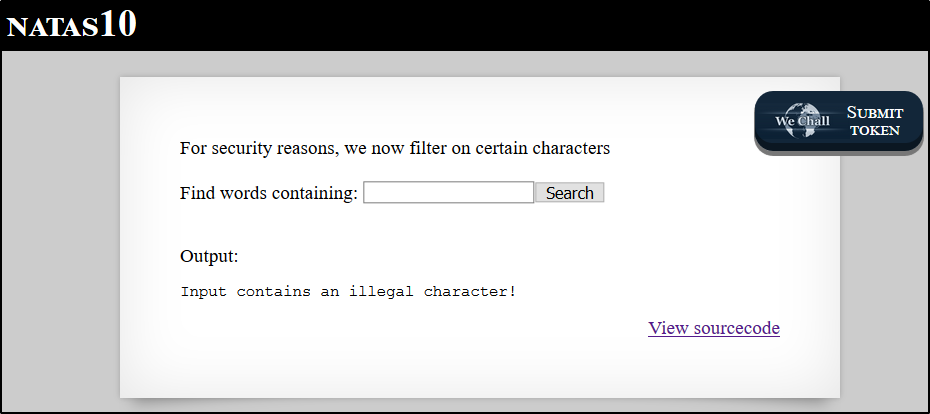 NATAS10
We Chall
SUBMIT
TOKEN
For security reasons, we now filter on certain characters
Find words containing: Search
Output:
Input contains an illegal character!
View sourcecode